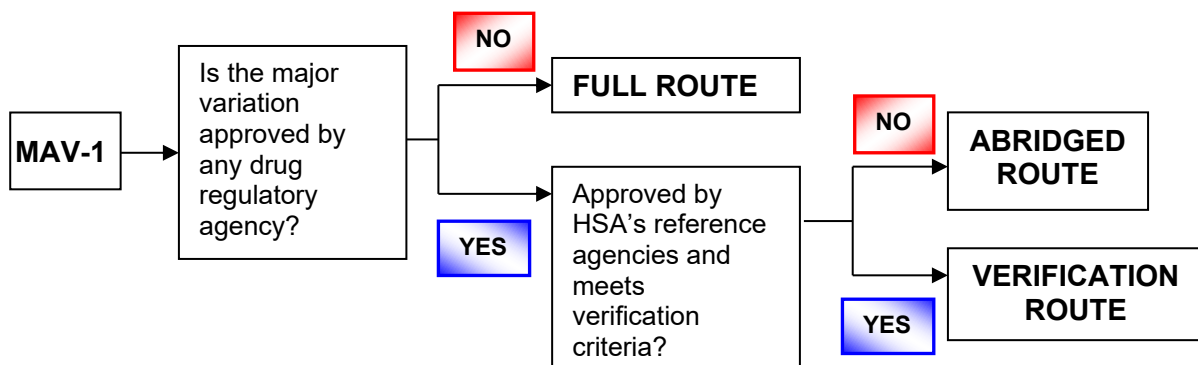 MAV-1
Is the major
variation
approved by
any drug
regulatory
agency?
NO
FULL ROUTE
YES
Approved by
HSA’s reference
agencies and
meets
verification
criteria?
NO
ABRIDGED
ROUTE
YES
VERIFICATION
ROUTE